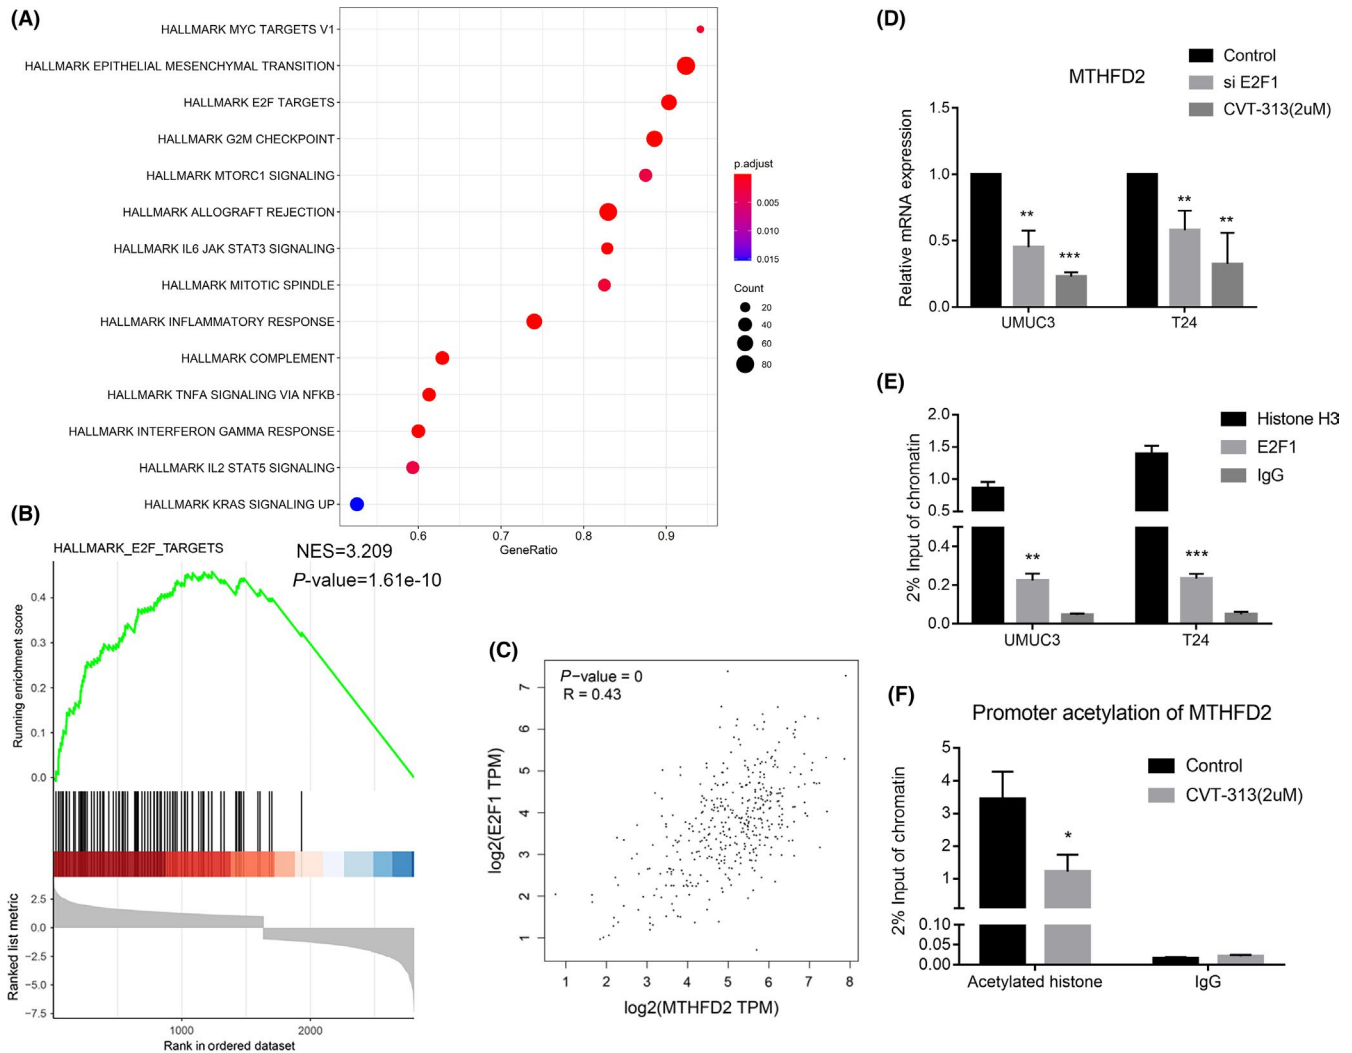 (A)
HALLMARK MYC TARGETS V1
HALLMARK EPITHELIAL MESENCHYMAL TRANSITION
HALLMARK E2F TARGETS
HALLMARK G2M CHECKPOINT
HALLMARK MTORC1 SIGNALING
HALLMARK ALLOGRAFT REJECTION
HALLMARK IL6 JAK STAT3 SIGNALING
HALLMARK MITOTIC SPINDLE
HALLMARK INFLAMMATORY RESPONSE
HALLMARK COMPLEMENT
HALLMARK TNFA SIGNALING VIA NFKB
HALLMARK INTERFERON GAMMA RESPONSE
HALLMARK IL2 STAT5 SIGNALING
HALLMARK KRAS SIGNALING UP
0.6 0.7 0.8 0.9
GeneRatio
p.adjust
0.005
0.010
0.015
Count
20
40
60
80
(B)
HALLMARK_E2F_TARGETS
NES=3.209
P-value=1.61e-10
Running enrichment score
0.4
0.3
0.2
0.1
0.0
Ranked list metric
2.5
0.0
−2.5
−5.0
−7.5
1000 2000
Rank in ordered dataset
(C)
P−value = 0
R = 0.43
log2(E2F1 TPM)
7
6
5
4
3
2
1
1 2 3 4 5 6 7 8
log2(MTHFD2 TPM)
(D)
MTHFD2
Control
si E2F1
CVT-313(2uM)
Relative mRNA expression
1.5
1.0
0.5
0.0
** *** ** **
UMUC3 T24
(E)
Histone H3
E2F1
IgG
2% Input of chromatin
2.0
1.5
1.0
0.5
0.4
0.2
0.0
** ***
UMUC3 T24
(F)
Promoter acetylation of MTHFD2
Control
CVT-313(2uM)
2% Input of chromatin
5
4
3
2
1
0.10
0.05
0.00
*
Acetylated histone IgG